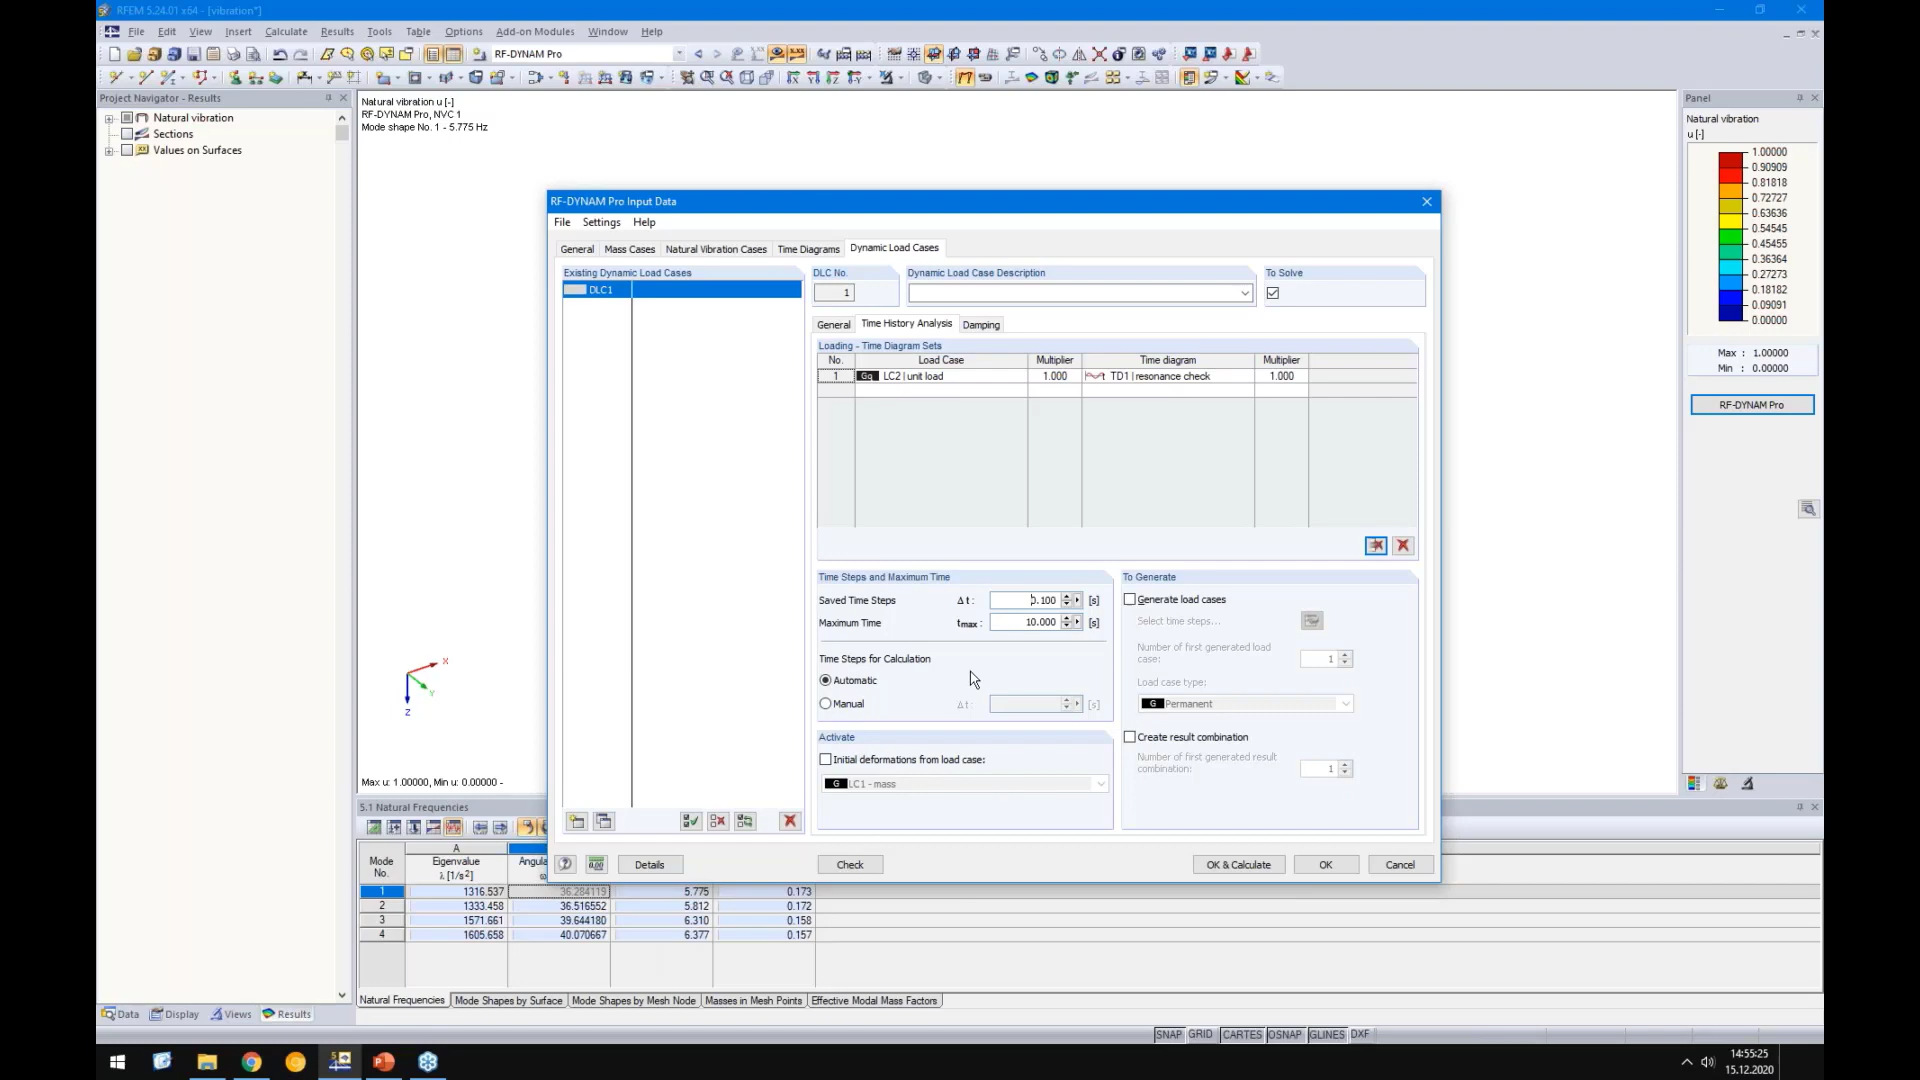 RFEM 5.24.01 x64 - [vibration*]
File Edit View Insert Calculate Results Tools Table Options Add-on Modules Window Help
RF-DYNAM Pro
Project Navigator - Results
Natural vibration
Sections
Values on Surfaces
Natural vibration u [-]
RF-DYNAM Pro, NVC 1
Mode shape No. 1 - 5.775 Hz
Panel
Natural vibration
u [-]
1.00000
0.90909
0.81818
0.72727
0.63636
0.54545
0.45455
0.36364
0.27273
0.18182
0.09091
0.00000
Max : 1.00000
Min : 0.00000
RF-DYNAM Pro
RF-DYNAM Pro Input Data
File Settings Help
General Mass Cases Natural Vibration Cases Time Diagrams Dynamic Load Cases
Existing Dynamic Load Cases
DLC1
DLC No.
1
Dynamic Load Case Description
To Solve
General Time History Analysis Damping
Loading - Time Diagram Sets
No. Load Case Multiplier Time diagram Multiplier
1 Gq LC2 | unit load 1.000 TD1 | resonance check 1.000
Time Steps and Maximum Time
Saved Time Steps Δt : 0.100 [s]
Maximum Time tmax : 10.000 [s]
Time Steps for Calculation
Automatic
Manual Δt : [s]
Activate
Initial deformations from load case:
G LC1 - mass
To Generate
Generate load cases
Select time steps...
Number of first generated load
case: 1
Load case type:
G Permanent
Create result combination
Number of first generated result
combination: 1
Details Check OK & Calculate OK Cancel
X
Y
Z
Max u: 1.00000, Min u: 0.00000 -
5.1 Natural Frequencies
A
Mode
No.
Eigenvalue
λ [1/s²]
Angula
1 1316.537 36.284119 5.775 0.173
2 1333.458 36.516552 5.812 0.172
3 1571.661 39.644180 6.310 0.158
4 1605.658 40.070667 6.377 0.157
Natural Frequencies Mode Shapes by Surface Mode Shapes by Mesh Node Masses in Mesh Points Effective Modal Mass Factors
Data Display Views Results
SNAP GRID CARTES OSNAP GLINES DXF
14:55:25
15.12.2020